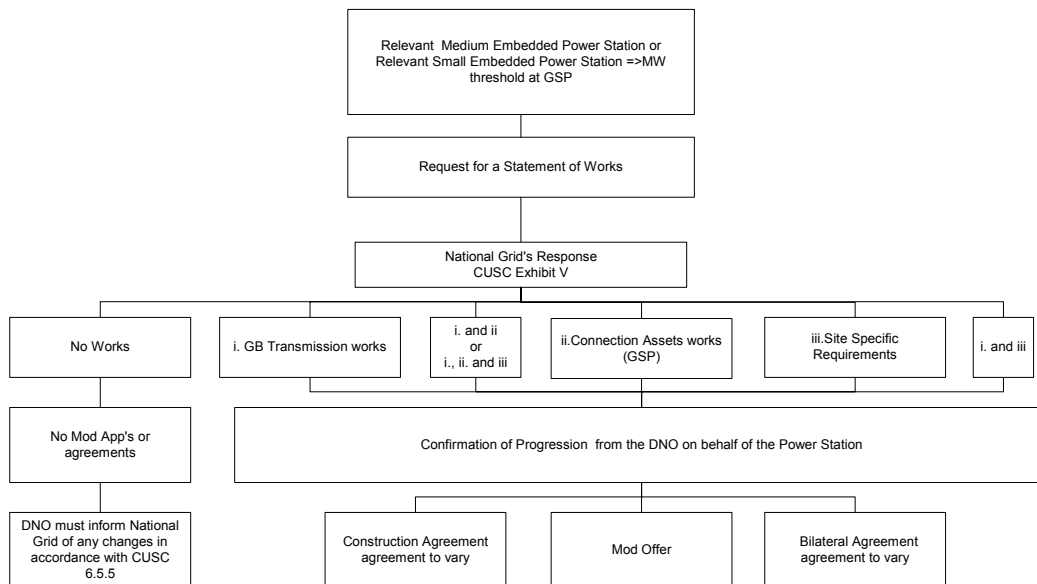 Relevant Medium Embedded Power Station or
Relevant Small Embedded Power Station =>MW
threshold at GSP
Request for a Statement of Works
National Grid's Response
CUSC Exhibit V
No Works
i. GB Transmission works
i. and ii
or
i., ii. and iii
ii.Connection Assets works
(GSP)
iii.Site Specific
Requirements
i. and iii
No Mod App's or
agreements
Confirmation of Progression from the DNO on behalf of the Power Station
DNO must inform National
Grid of any changes in
accordance with CUSC
6.5.5
Construction Agreement
agreement to vary
Mod Offer
Bilateral Agreement
agreement to vary